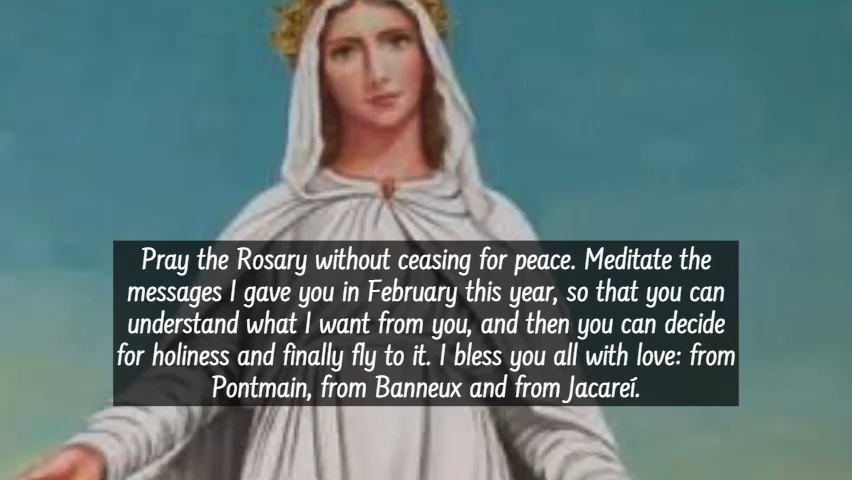 Pray the Rosary without ceasing for peace. Meditate the
messages I gave you in February this year, so that you can
understand what I want from you, and then you can decide
for holiness and finally fly to it. I bless you all with love: from
Pontmain, from Banneux and from Jacareí.